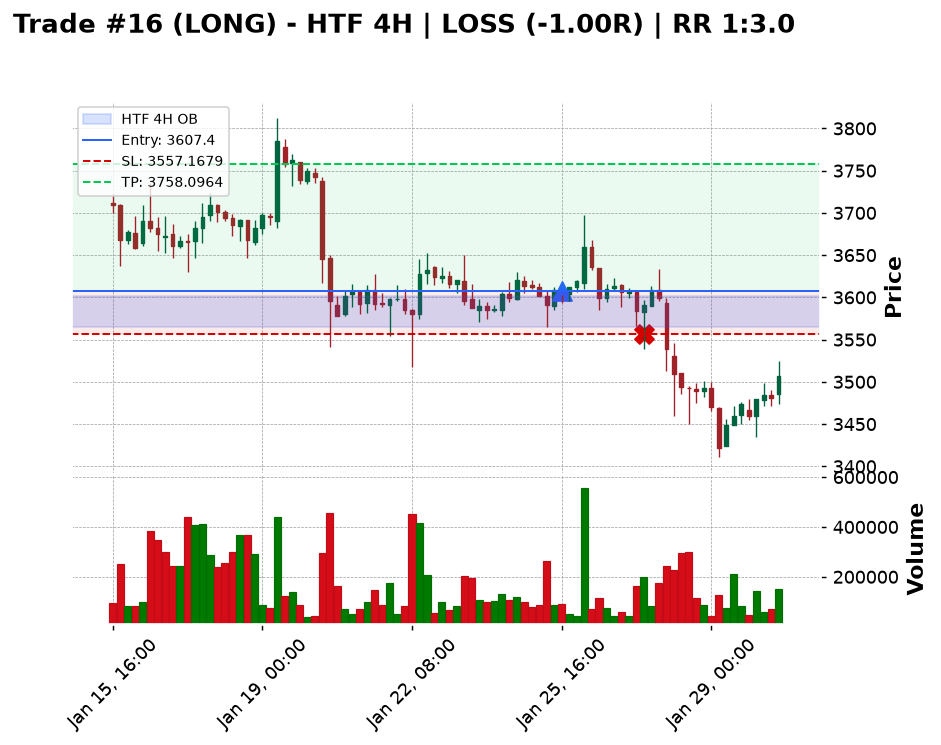 Trade #16 (LONG) - HTF 4H | LOSS (-1.00R) | RR 1:3.0
HTF 4H OB
Entry: 3607.4
SL: 3557.1679
TP: 3758.0964
3800
3750
3700
3650
3600
3550
3500
3450
3400
Price
600000
400000
200000
Volume
Jan 15, 16:00
Jan 19, 00:00
Jan 22, 08:00
Jan 25, 16:00
Jan 29, 00:00